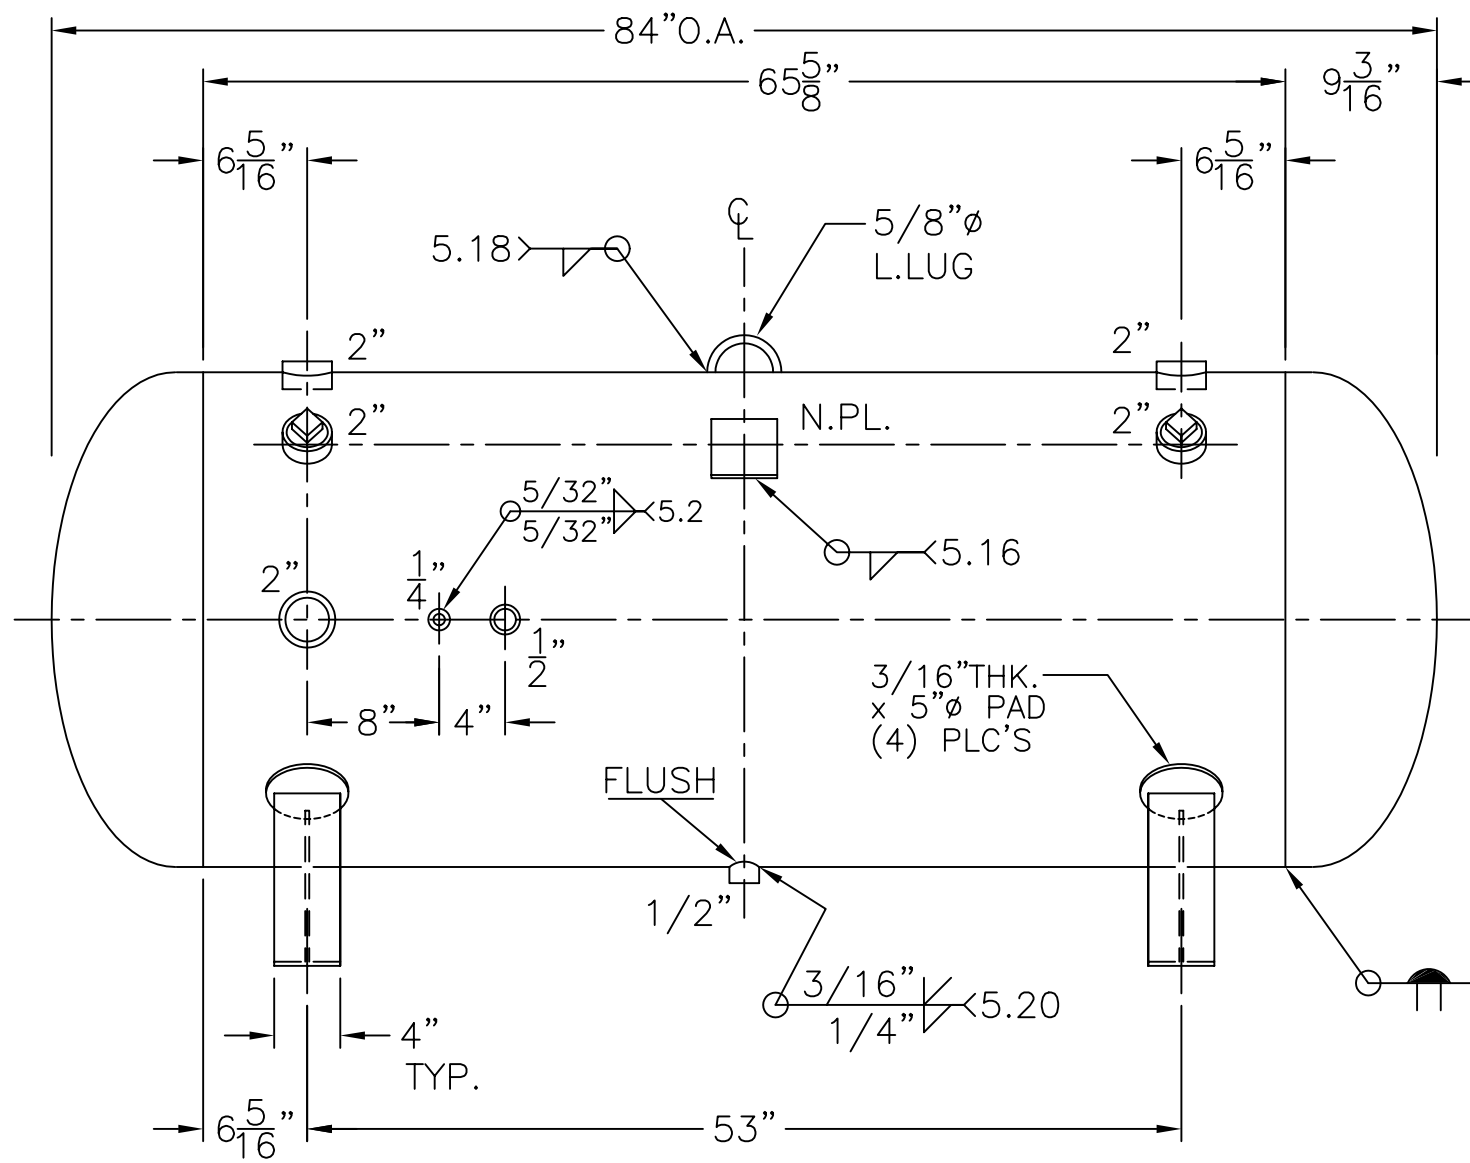 84”O.A.
65 5/8”
9 3/16”
6 5/16”
6 5/16”
℄
5/8”ø
L.LUG
5.18
2”
2”
2”
2”
N.PL.
5/32”
5/32”
5.2
5.16
2”
1/4”
1/2”
8”
4”
3/16”THK.
x 5”ø PAD
(4) PLC’S
FLUSH
1/2”
3/16”
1/4”
5.20
4”
TYP.
6 5/16”
53”